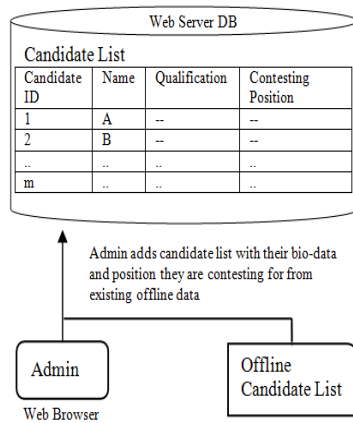 Web Server DB
Candidate List
Candidate ID Name Qualification Contesting Position
1 A -- --
2 B -- --
.. .. .. ..
m .. .. ..
Admin adds candidate list with their bio-data
and position they are contesting for from
existing offline data
Admin
Web Browser
Offline
Candidate List